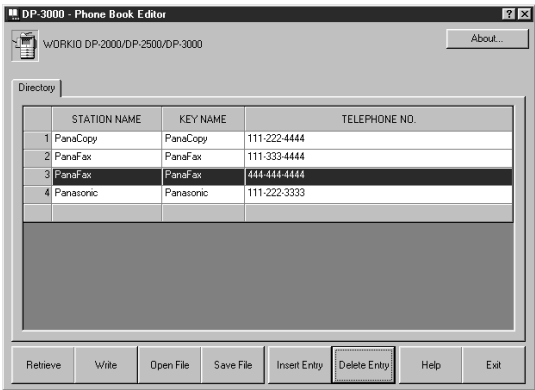 DP-3000 - Phone Book Editor
WORKIO DP-2000/DP-2500/DP-3000
About...
Directory
STATION NAME KEY NAME TELEPHONE NO.
1 PanaCopy PanaCopy 111-222-4444
2 PanaFax PanaFax 111-333-4444
3 PanaFax PanaFax 444-444-4444
4 Panasonic Panasonic 111-222-3333
Retrieve Write Open File Save File Insert Entry Delete Entry Help Exit